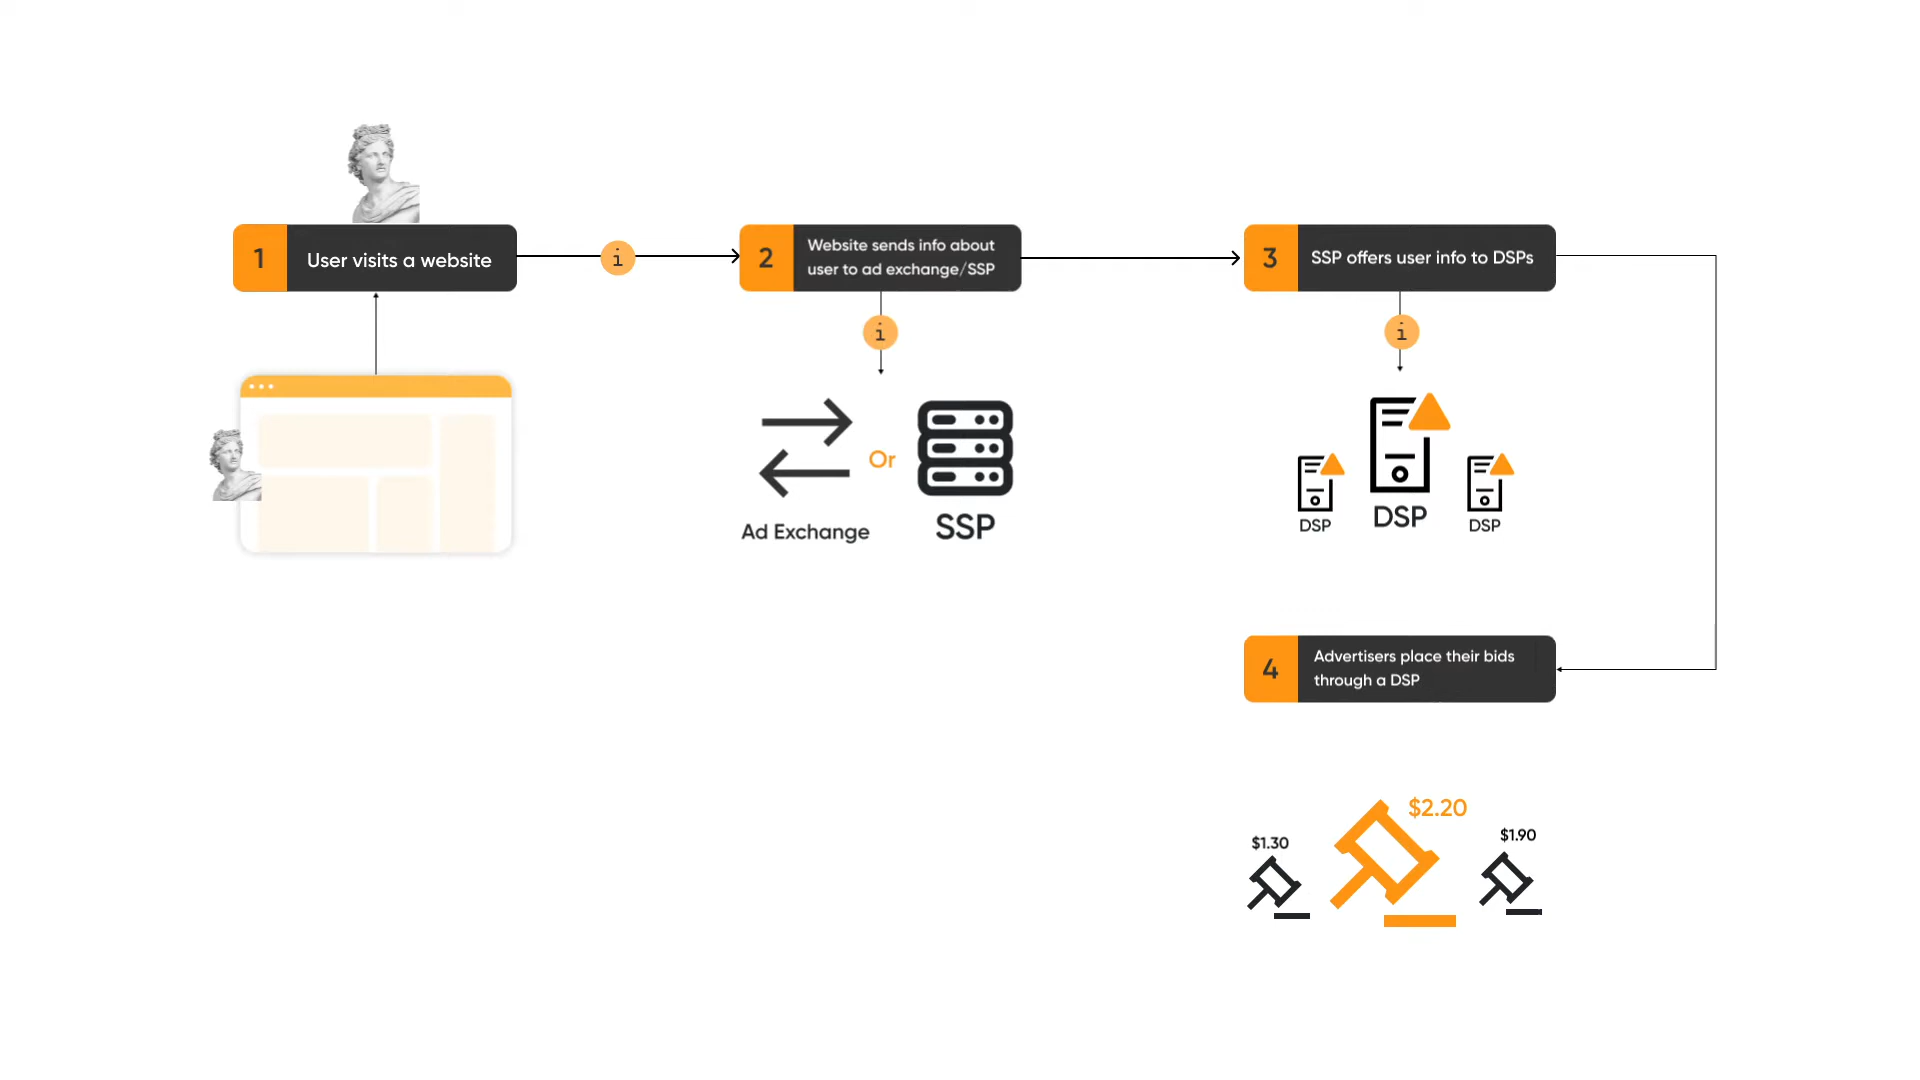 1
User visits a website
i
2
Website sends info about
user to ad exchange/SSP
3
SSP offers user info to DSPs
i
i
Or
Ad Exchange
SSP
DSP
DSP
DSP
4
Advertisers place their bids
through a DSP
$1.30
$2.20
$1.90